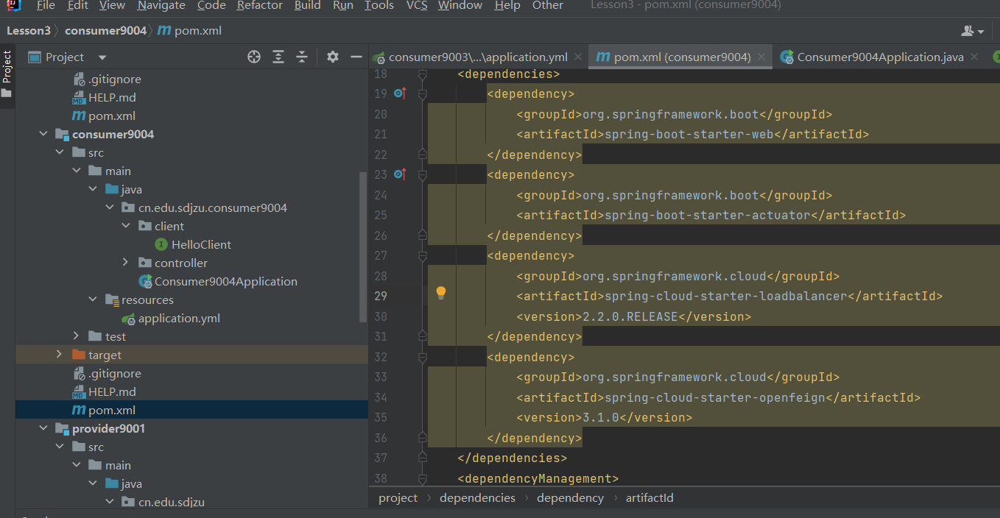 File Edit View Navigate Code Refactor Build Run Tools VCS Window Help Other Lesson3 - pom.xml (consumer9004)
Lesson3 consumer9004 m pom.xml
Project
Project
consumer9003\...\application.yml
m pom.xml (consumer9004)
Consumer9004Application.java
.gitignore
HELP.md
m pom.xml
consumer9004
src
main
java
cn.edu.sdjzu.consumer9004
client
I HelloClient
controller
Consumer9004Application
resources
application.yml
test
target
.gitignore
HELP.md
m pom.xml
provider9001
src
main
java
cn.edu.sdjzu
18 <dependencies>
19 <dependency>
20 <groupId>org.springframework.boot</groupId>
21 <artifactId>spring-boot-starter-web</artifactId>
22 </dependency>
23 <dependency>
24 <groupId>org.springframework.boot</groupId>
25 <artifactId>spring-boot-starter-actuator</artifactId>
26 </dependency>
27 <dependency>
28 <groupId>org.springframework.cloud</groupId>
29 <artifactId>spring-cloud-starter-loadbalancer</artifactId>
30 <version>2.2.0.RELEASE</version>
31 </dependency>
32 <dependency>
33 <groupId>org.springframework.cloud</groupId>
34 <artifactId>spring-cloud-starter-openfeign</artifactId>
35 <version>3.1.0</version>
36 </dependency>
37 </dependencies>
38 <dependencyManagement>
project › dependencies › dependency › artifactId